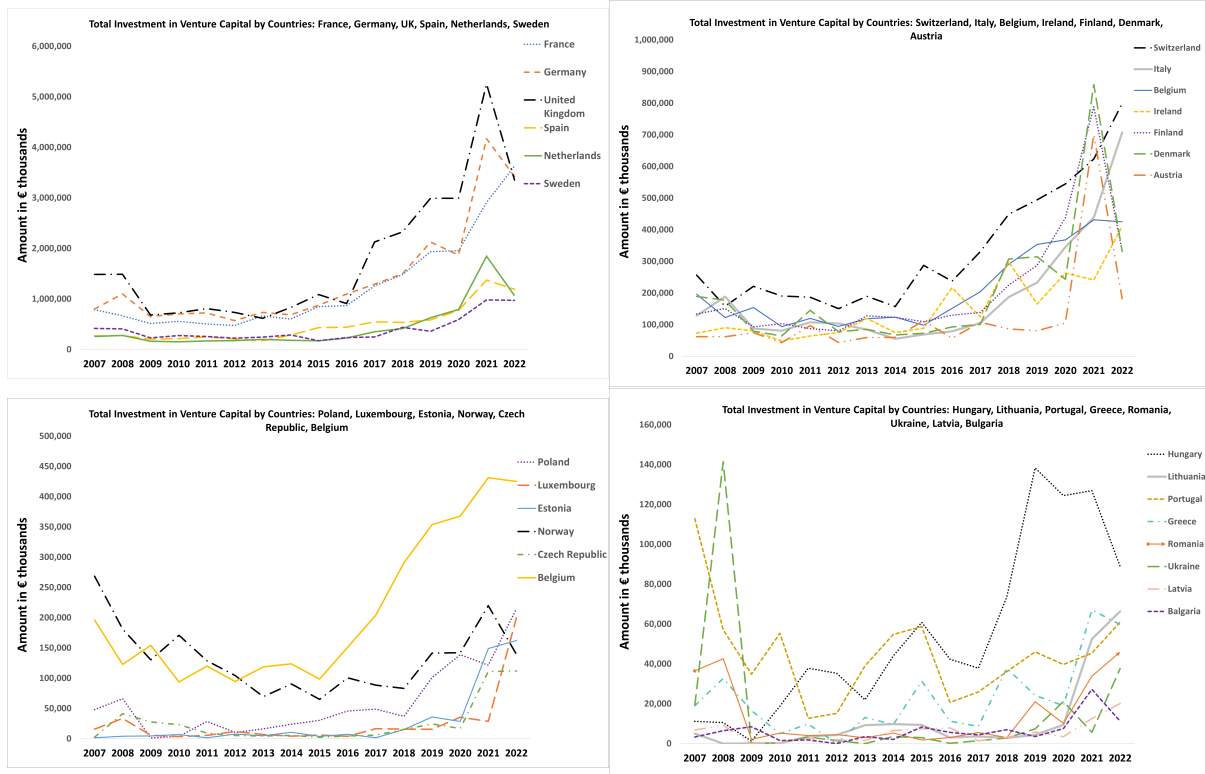 Total Investment in Venture Capital by Countries: France, Germany, UK, Spain, Netherlands, Sweden
6,000,000
5,000,000
4,000,000
3,000,000
2,000,000
1,000,000
0
Amount in € thousands
2007 2008 2009 2010 2011 2012 2013 2014 2015 2016 2017 2018 2019 2020 2021 2022
France
Germany
United
Kingdom
Spain
Netherlands
Sweden
Total Investment in Venture Capital by Countries: Switzerland, Italy, Belgium, Ireland, Finland, Denmark,
Austria
1,000,000
900,000
800,000
700,000
600,000
500,000
400,000
300,000
200,000
100,000
0
Amount in € thousands
2007 2008 2009 2010 2011 2012 2013 2014 2015 2016 2017 2018 2019 2020 2021 2022
Switzerland
Italy
Belgium
Ireland
Finland
Denmark
Austria
Total Investment in Venture Capital by Countries: Poland, Luxembourg, Estonia, Norway, Czech
Republic, Belgium
500,000
450,000
400,000
350,000
300,000
250,000
200,000
150,000
100,000
50,000
0
Amount in € thousands
2007 2008 2009 2010 2011 2012 2013 2014 2015 2016 2017 2018 2019 2020 2021 2022
Poland
Luxembourg
Estonia
Norway
Czech Republic
Belgium
Total Investment in Venture Capital by Countries: Hungary, Lithuania, Portugal, Greece, Romania,
Ukraine, Latvia, Bulgaria
160,000
140,000
120,000
100,000
80,000
60,000
40,000
20,000
0
Amount in € thousands
2007 2008 2009 2010 2011 2012 2013 2014 2015 2016 2017 2018 2019 2020 2021 2022
Hungary
Lithuania
Portugal
Greece
Romania
Ukraine
Latvia
Balgaria